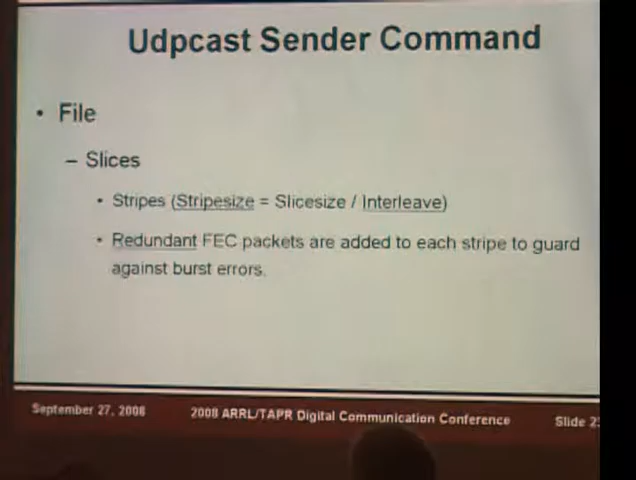 Udpcast Sender Command
• File
– Slices
• Stripes (Stripesize = Slicesize / Interleave)
• Redundant FEC packets are added to each stripe to guard
against burst errors.
September 27, 2008 2008 ARRL/TAPR Digital Communication Conference Slide